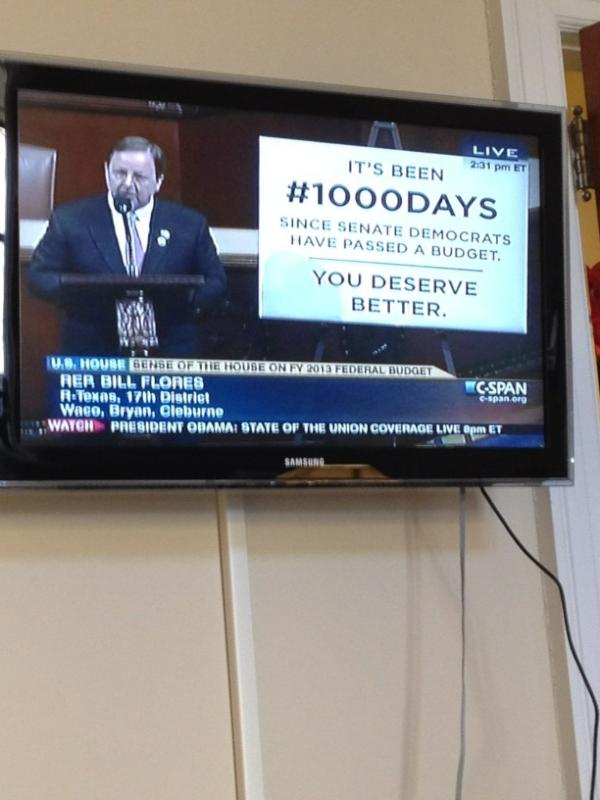 LIVE
2:31 pm ET
IT'S BEEN
#1000DAYS
SINCE SENATE DEMOCRATS
HAVE PASSED A BUDGET.
YOU DESERVE
BETTER.
U.S. HOUSE SENSE OF THE HOUSE ON FY 2013 FEDERAL BUDGET
REP. BILL FLORES
R-Texas, 17th District
Waco, Bryan, Cleburne
C-SPAN
c-span.org
WATCH PRESIDENT OBAMA: STATE OF THE UNION COVERAGE LIVE 8pm ET
SAMSUNG